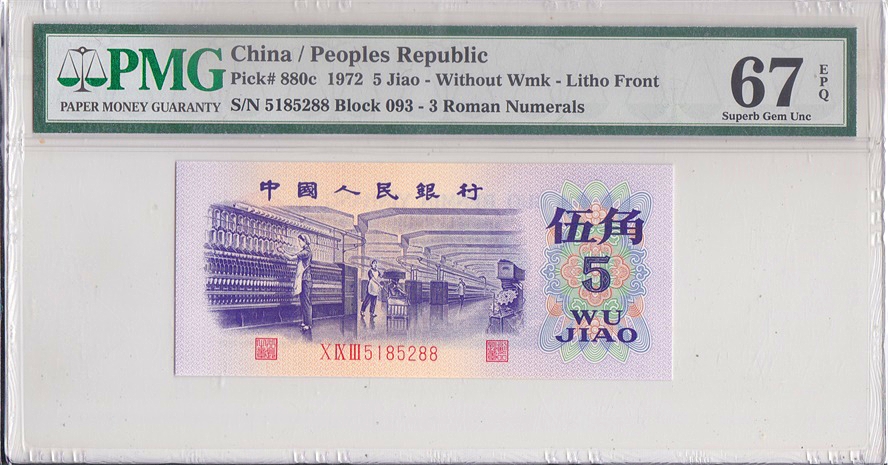 PMG
PAPER MONEY GUARANTY
China / Peoples Republic
Pick# 880c 1972 5 Jiao - Without Wmk - Litho Front
S/N 5185288 Block 093 - 3 Roman Numerals
67
EPQ
Superb Gem Unc
中國人民銀行
伍角
5
WU
JIAO
X IX III 5185288